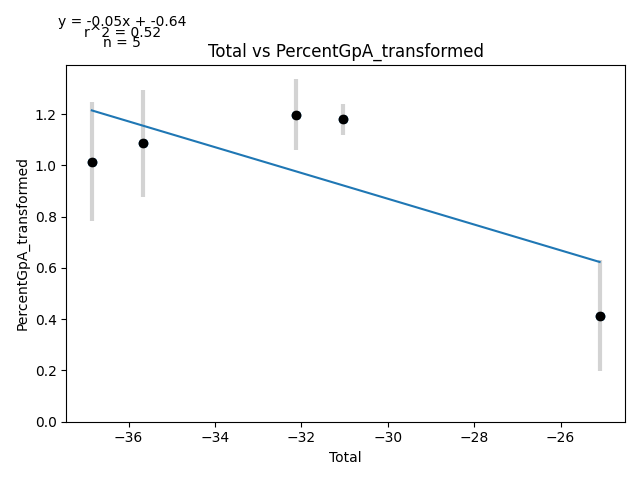 y = -0.05x + -0.64
r^2 = 0.52
n = 5
Total vs PercentGpA_transformed
PercentGpA_transformed
1.2
1.0
0.8
0.6
0.4
0.2
0.0
−36 −34 −32 −30 −28 −26
Total